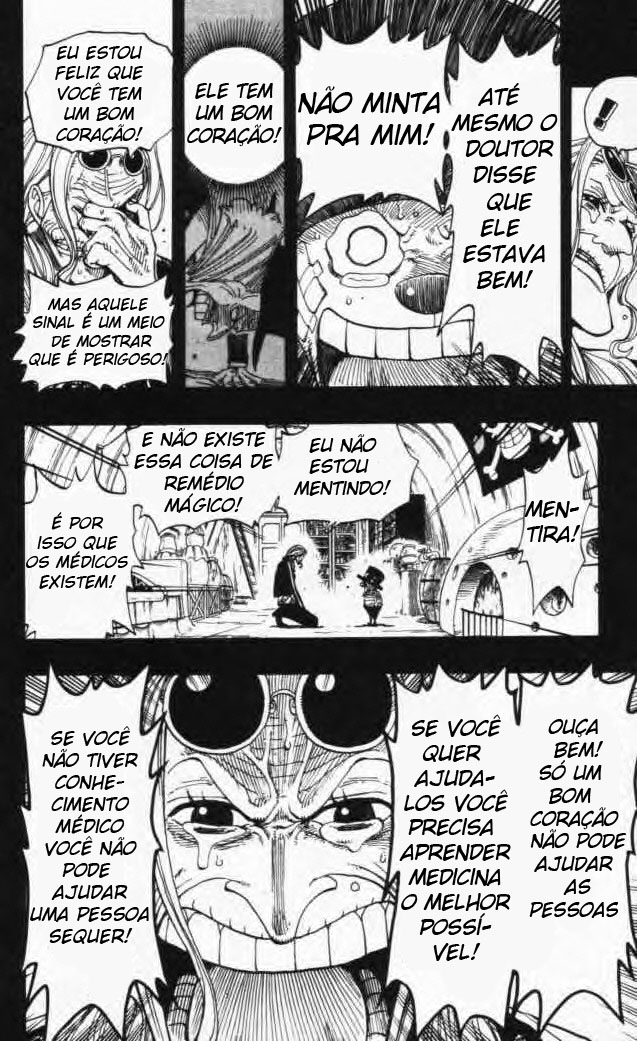 !!
ATÉ
MESMO O
DOUTOR
DISSE
QUE
ELE
ESTAVA
BEM!
NÃO MINTA
PRA MIM!
ELE TEM
UM BOM
CORAÇÃO!
EU ESTOU
FELIZ QUE
VOCÊ TEM
UM BOM
CORAÇÃO!
MAS AQUELE
SINAL É UM MEIO
DE MOSTRAR
QUE É PERIGOSO!
MEN-
TIRA!
EU NÃO
ESTOU
MENTINDO!
E NÃO EXISTE
ESSA COISA DE
REMÉDIO
MÁGICO!
É POR
ISSO QUE
OS MÉDICOS
EXISTEM!
OUÇA
BEM!
SÓ UM
BOM
CORAÇÃO
NÃO PODE
AJUDAR
AS
PESSOAS
SE VOCÊ
QUER
AJUDA-
LOS VOCÊ
PRECISA
APRENDER
MEDICINA
O MELHOR
POSSÍ-
VEL!
SE VOCÊ
NÃO TIVER
CONHE-
CIMENTO
MÉDICO
VOCÊ NÃO
PODE
AJUDAR
UMA PESSOA
SEQUER!